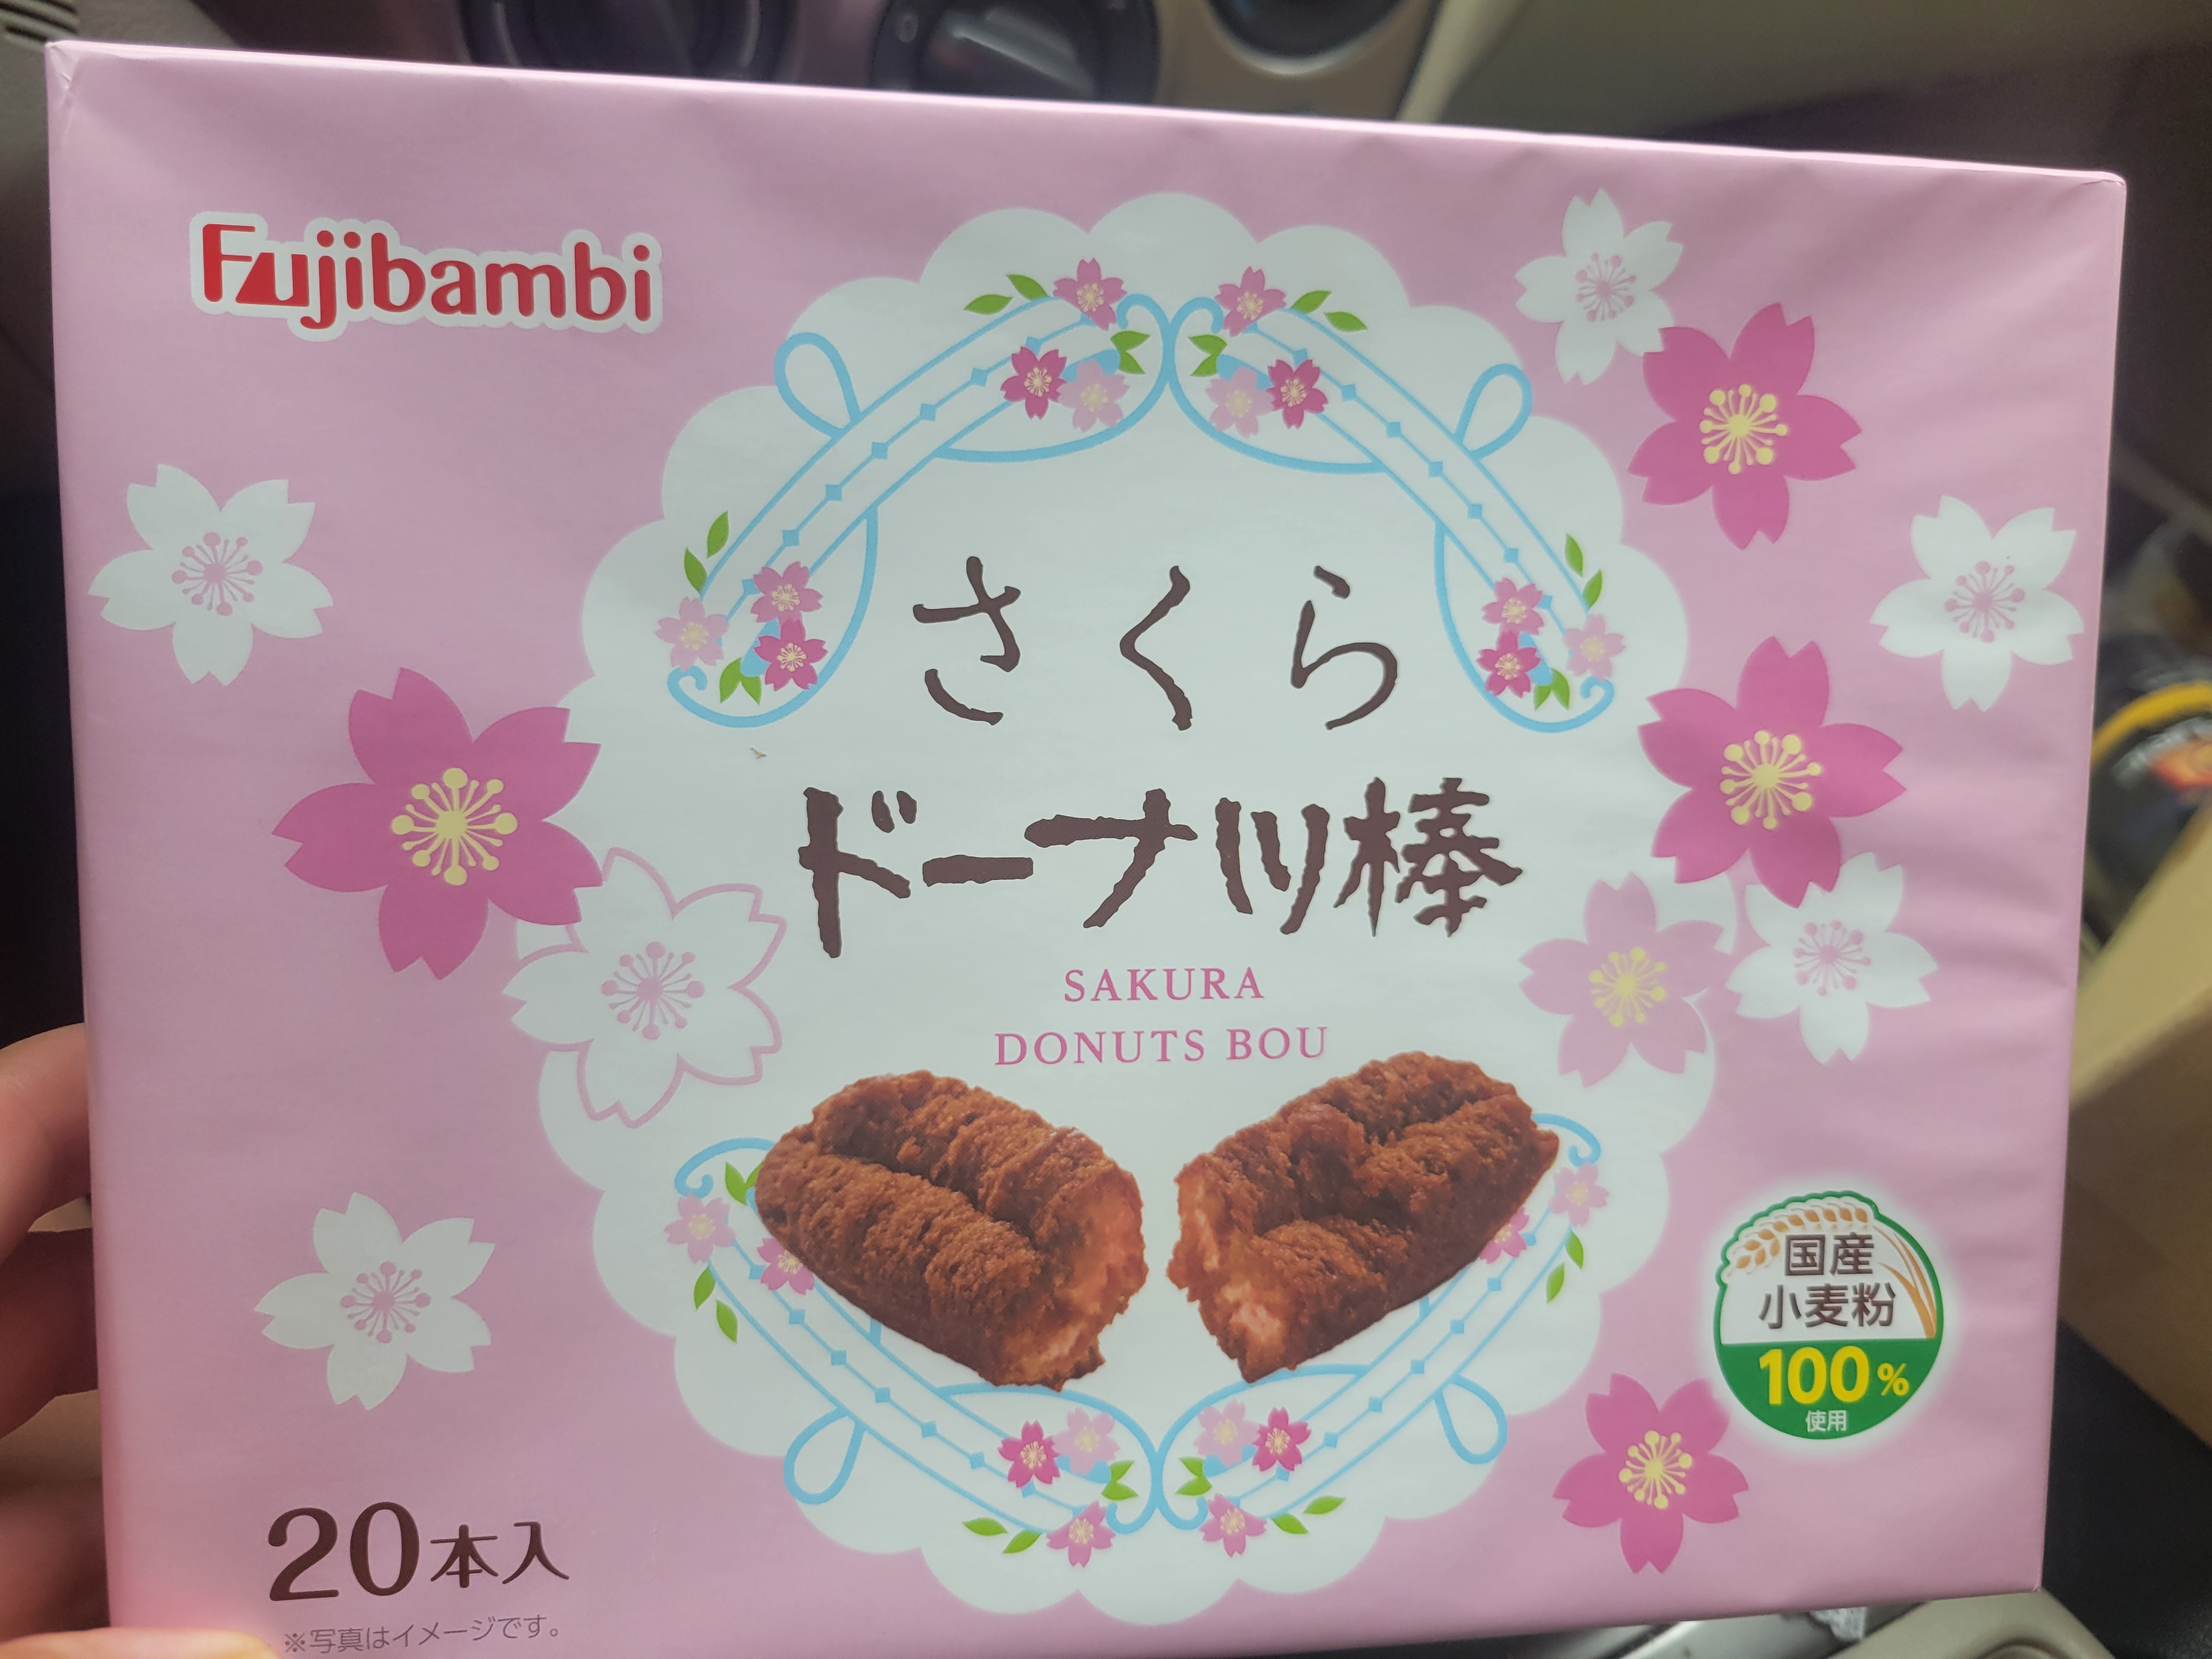 Fujibambi
さくら
ドーナツ棒
SAKURA
DONUTS BOU
国産
小麦粉
100%
使用
20本入
※写真はイメージです。